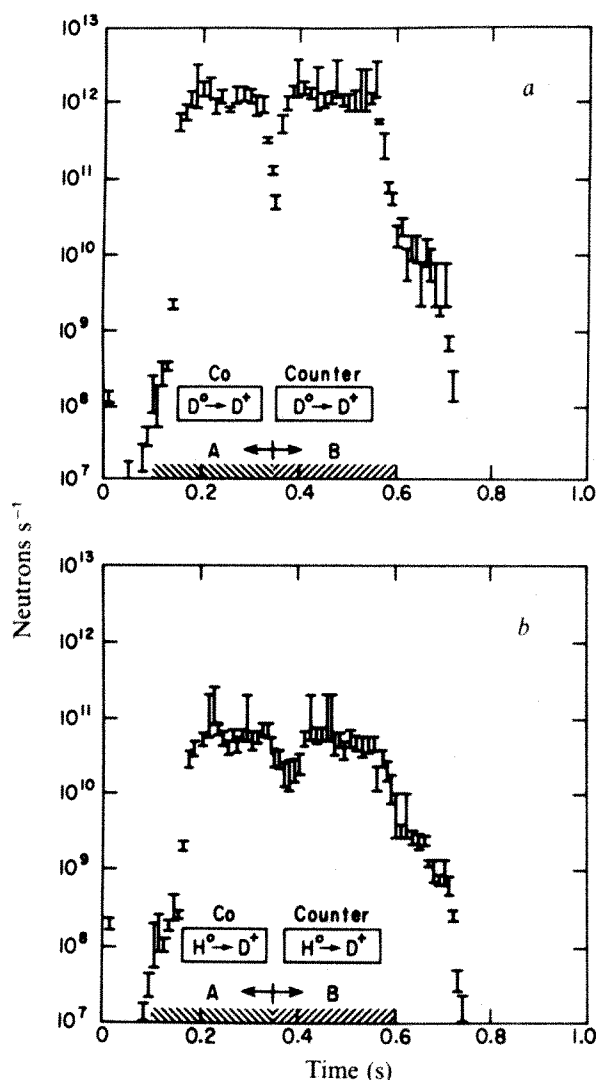 10¹³
a
10¹²
10¹¹
10¹⁰
10⁹
10⁸
10⁷
Co
Counter
D⁰→D⁺
D⁰→D⁺
A
B
0
0.2
0.4
0.6
0.8
1.0
Neutrons s⁻¹
10¹³
b
10¹²
10¹¹
10¹⁰
10⁹
10⁸
10⁷
Co
Counter
H⁰→D⁺
H⁰→D⁺
A
B
0
0.2
0.4
0.6
0.8
1.0
Time (s)